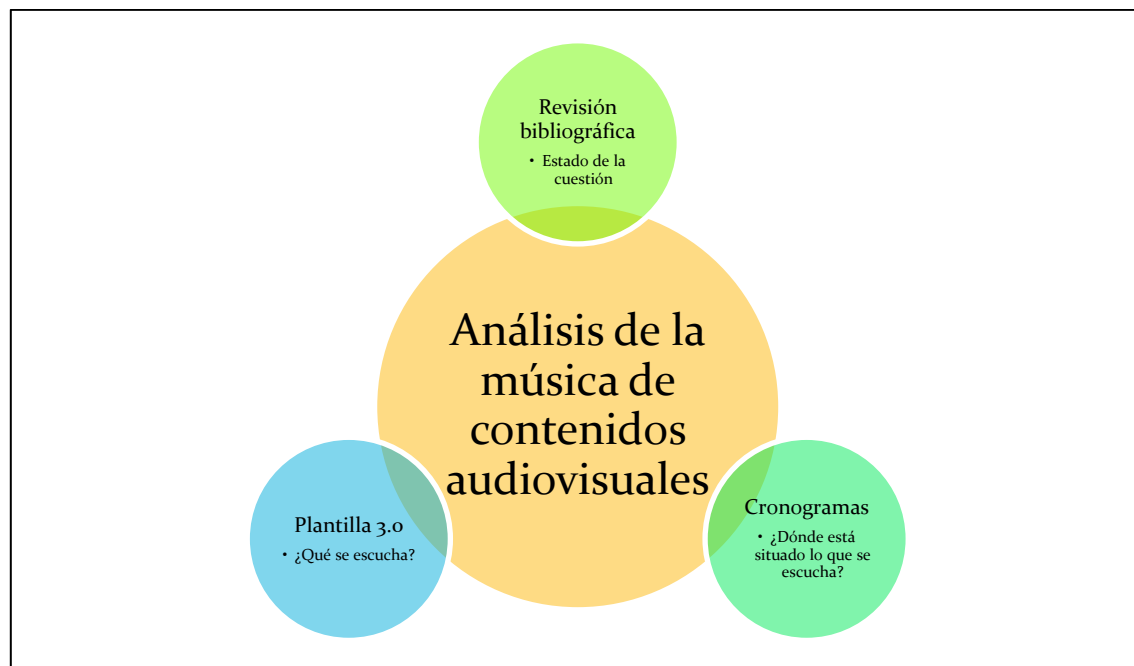 Revisión
bibliográfica
• Estado de la
cuestión
Análisis de la
música de
contenidos
audiovisuales
Plantilla 3.0
• ¿Qué se escucha?
Cronogramas
• ¿Dónde está
situado lo que se
escucha?